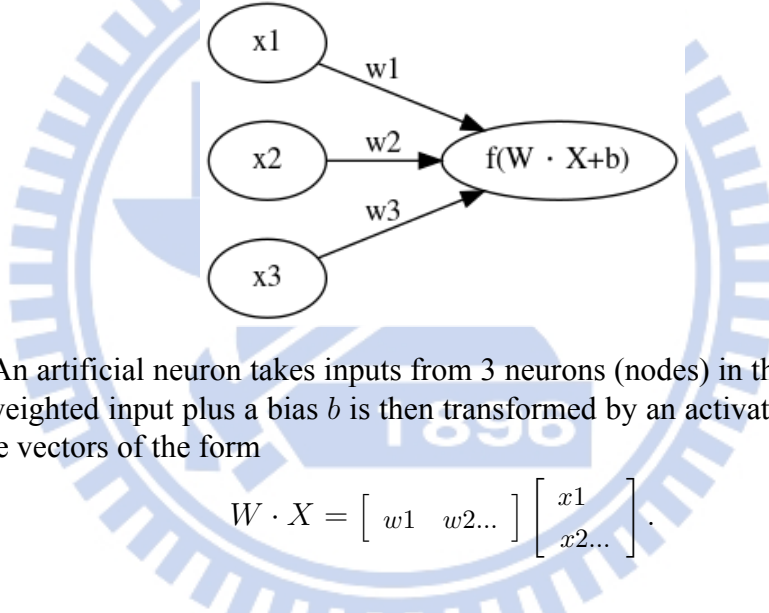 x1
w1
x2
w2
f(W · X+b)
w3
x3
An artificial neuron takes inputs from 3 neurons (nodes) in th
weighted input plus a bias b is then transformed by an activat
e vectors of the form
1896
W · X = [ w1 w2... ] [ x1
x2... ] .